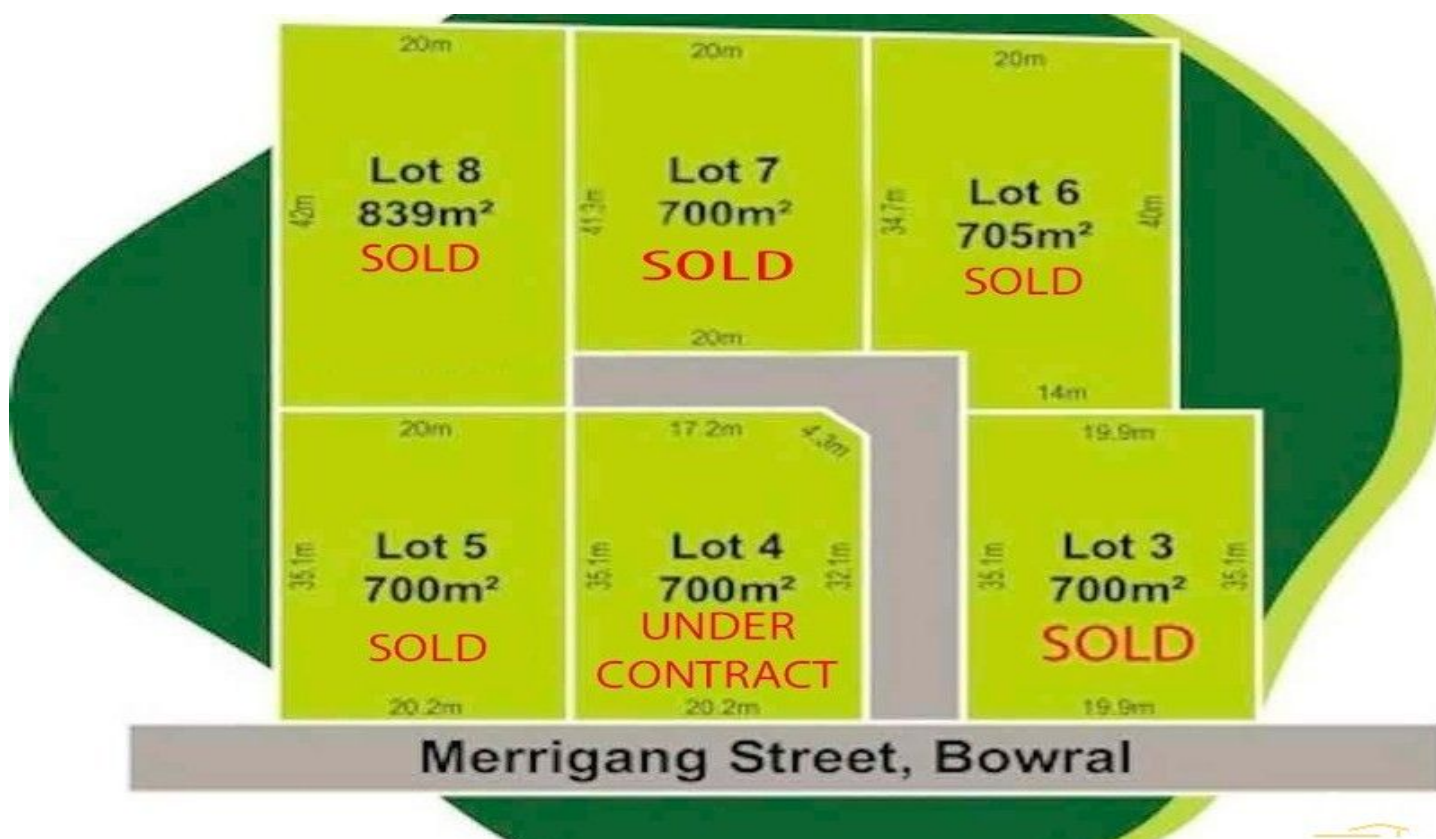 20m
20m
20m
Lot 8
839m²
SOLD
42m
Lot 7
700m²
SOLD
41.3m
20m
Lot 6
705m²
SOLD
34.7m
40m
14m
20m
Lot 5
700m²
SOLD
35.1m
20.2m
17.2m
4.3m
Lot 4
700m²
UNDER
CONTRACT
35.1m
32.1m
20.2m
19.9m
Lot 3
700m²
SOLD
35.1m
35.1m
19.9m
Merrigang Street, Bowral